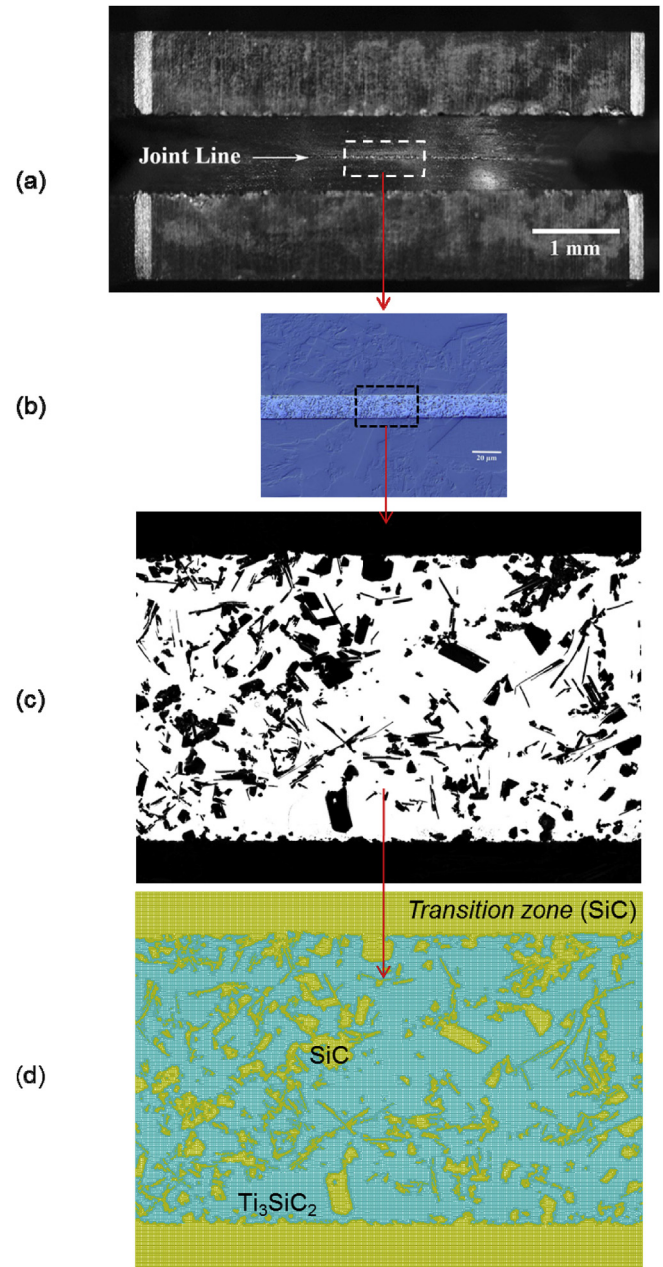 Joint Line
1 mm
(a)
(b)
20 µm
(c)
Transition zone (SiC)
SiC
(d)
Ti₃SiC₂